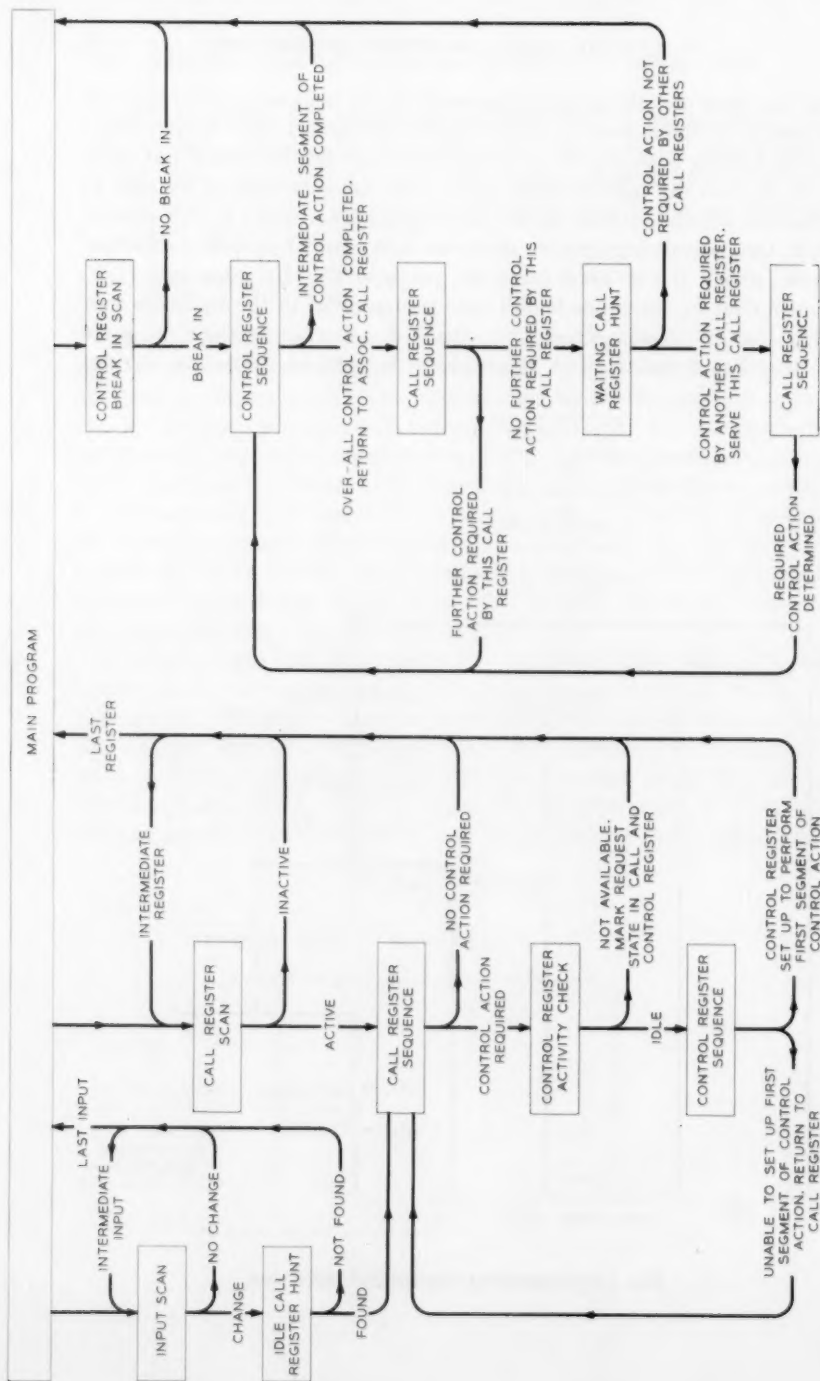 MAIN PROGRAM
LAST INPUT
INTERMEDIATE
INPUT
INPUT SCAN
NO CHANGE
CHANGE
IDLE CALL
REGISTER HUNT
NOT FOUND
FOUND
LAST
REGISTER
INTERMEDIATE
REGISTER
CALL REGISTER
SCAN
INACTIVE
ACTIVE
CALL REGISTER
SEQUENCE
NO CONTROL
ACTION REQUIRED
CONTROL ACTION
REQUIRED
CONTROL REGISTER
ACTIVITY CHECK
NOT AVAILABLE.
MARK REQUEST
STATE IN CALL AND
CONTROL REGISTER
IDLE
CONTROL REGISTER
SEQUENCE
UNABLE TO SET UP FIRST
SEGMENT OF CONTROL
ACTION. RETURN TO
CALL REGISTER
CONTROL REGISTER
SET UP TO PERFORM
FIRST SEGMENT OF
CONTROL ACTION
CONTROL REGISTER
BREAK IN SCAN
NO BREAK IN
BREAK IN
CONTROL REGISTER
SEQUENCE
INTERMEDIATE SEGMENT OF
CONTROL ACTION COMPLETED
OVER-ALL CONTROL ACTION COMPLETED.
RETURN TO ASSOC. CALL REGISTER
CALL REGISTER
SEQUENCE
FURTHER CONTROL
ACTION REQUIRED
BY THIS CALL
REGISTER
NO FURTHER CONTROL
ACTION REQUIRED BY THIS
CALL REGISTER
WAITING CALL
REGISTER HUNT
CONTROL ACTION NOT
REQUIRED BY OTHER
CALL REGISTERS
CONTROL ACTION REQUIRED
BY ANOTHER CALL REGISTER.
SERVE THIS CALL REGISTER
CALL REGISTER
SEQUENCE
REQUIRED
CONTROL ACTION
DETERMINED